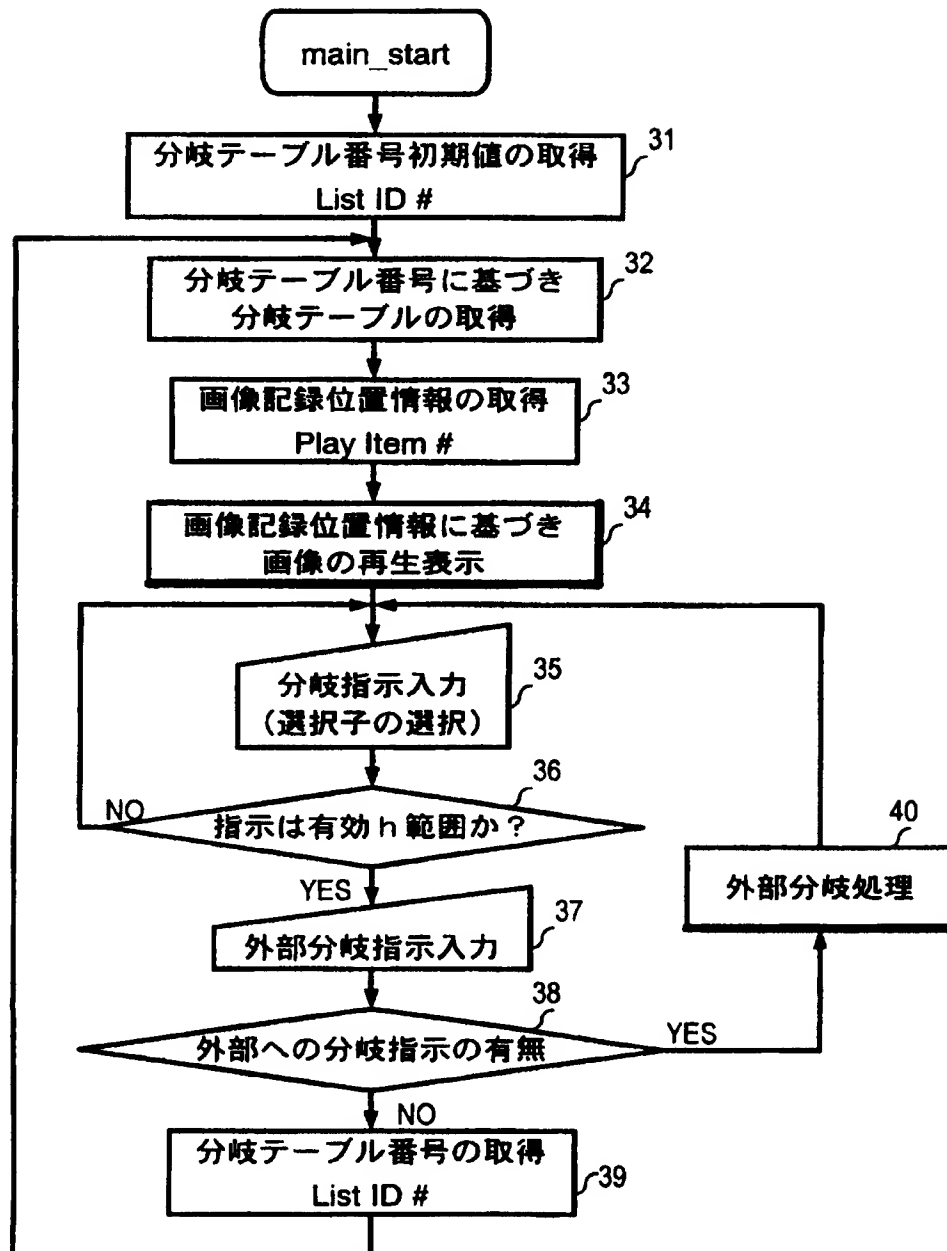 main_start
分岐テーブル番号初期値の取得
List ID #
31
分岐テーブル番号に基づき
分岐テーブルの取得
32
画像記録位置情報の取得
Play Item #
33
画像記録位置情報に基づき
画像の再生表示
34
分岐指示入力
(選択子の選択)
35
36
指示は有効h範囲か?
NO
YES
40
外部分岐処理
37
外部分岐指示入力
38
外部への分岐指示の有無
YES
NO
分岐テーブル番号の取得
List ID #
39